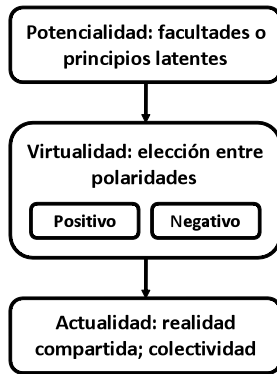 Potencialidad: facultades o
principios latentes
Virtualidad: elección entre
polaridades
Positivo
Negativo
Actualidad: realidad
compartida; colectividad